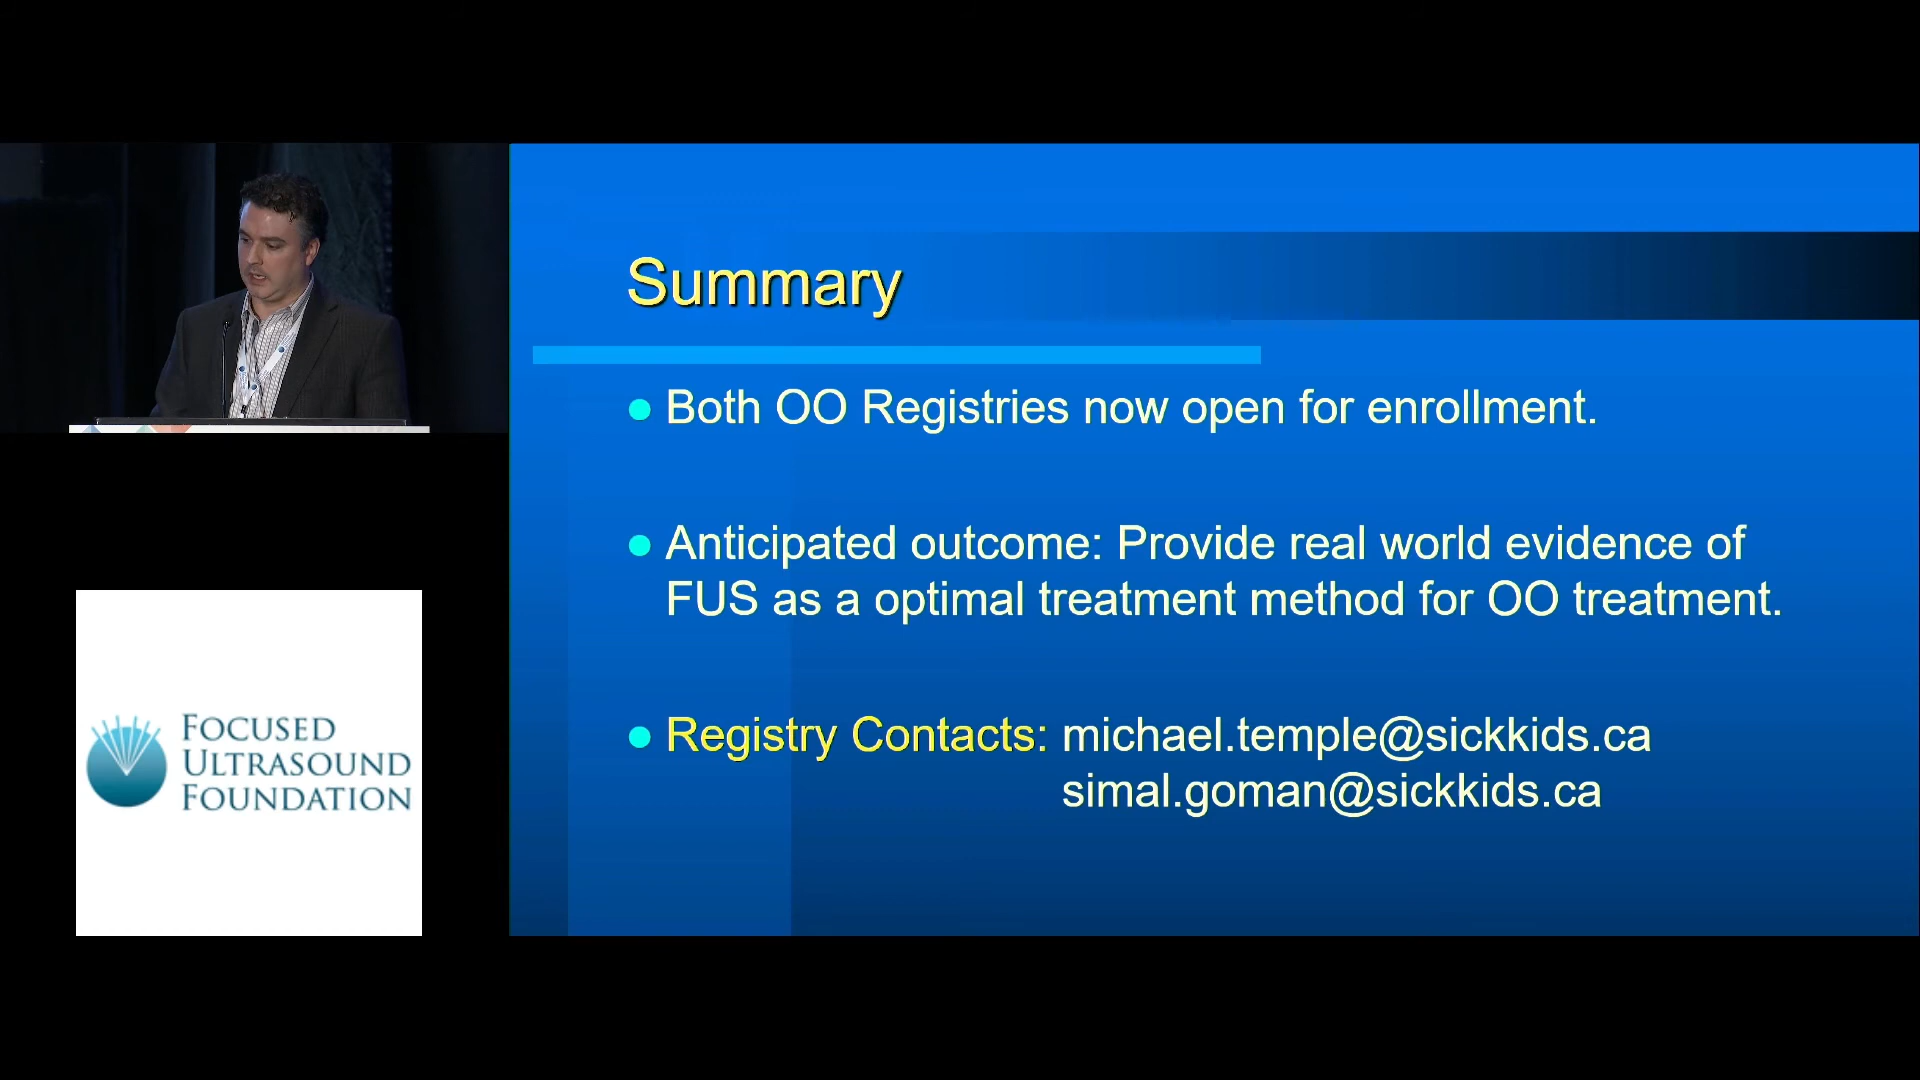 Summary
Both OO Registries now open for enrollment.
Anticipated outcome: Provide real world evidence of
FUS as a optimal treatment method for OO treatment.
Registry Contacts: michael.temple@sickkids.ca
simal.goman@sickkids.ca
FOCUSED
ULTRASOUND
FOUNDATION